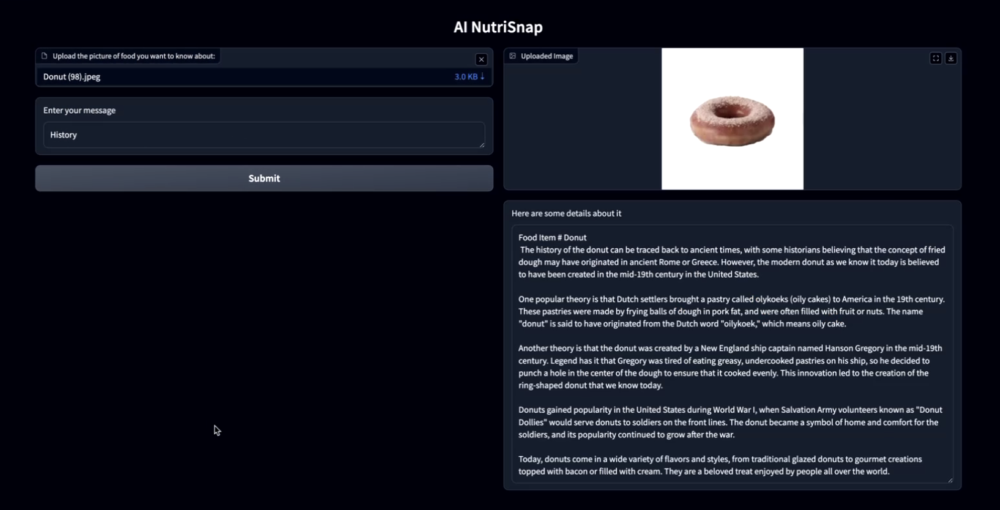 AI NutriSnap
Upload the picture of food you want to know about:
Donut (98).jpeg
3.0 KB ↓
Enter your message
History
Submit
Uploaded Image
Here are some details about it
Food Item # Donut
The history of the donut can be traced back to ancient times, with some historians believing that the concept of fried
dough may have originated in ancient Rome or Greece. However, the modern donut as we know it today is believed
to have been created in the mid-19th century in the United States.
One popular theory is that Dutch settlers brought a pastry called olykoeks (oily cakes) to America in the 19th century.
These pastries were made by frying balls of dough in pork fat, and were often filled with fruit or nuts. The name
"donut" is said to have originated from the Dutch word "oilykoek," which means oily cake.
Another theory is that the donut was created by a New England ship captain named Hanson Gregory in the mid-19th
century. Legend has it that Gregory was tired of eating greasy, undercooked pastries on his ship, so he decided to
punch a hole in the center of the dough to ensure that it cooked evenly. This innovation led to the creation of the
ring-shaped donut that we know today.
Donuts gained popularity in the United States during World War I, when Salvation Army volunteers known as "Donut
Dollies" would serve donuts to soldiers on the front lines. The donut became a symbol of home and comfort for the
soldiers, and its popularity continued to grow after the war.
Today, donuts come in a wide variety of flavors and styles, from traditional glazed donuts to gourmet creations
topped with bacon or filled with cream. They are a beloved treat enjoyed by people all over the world.